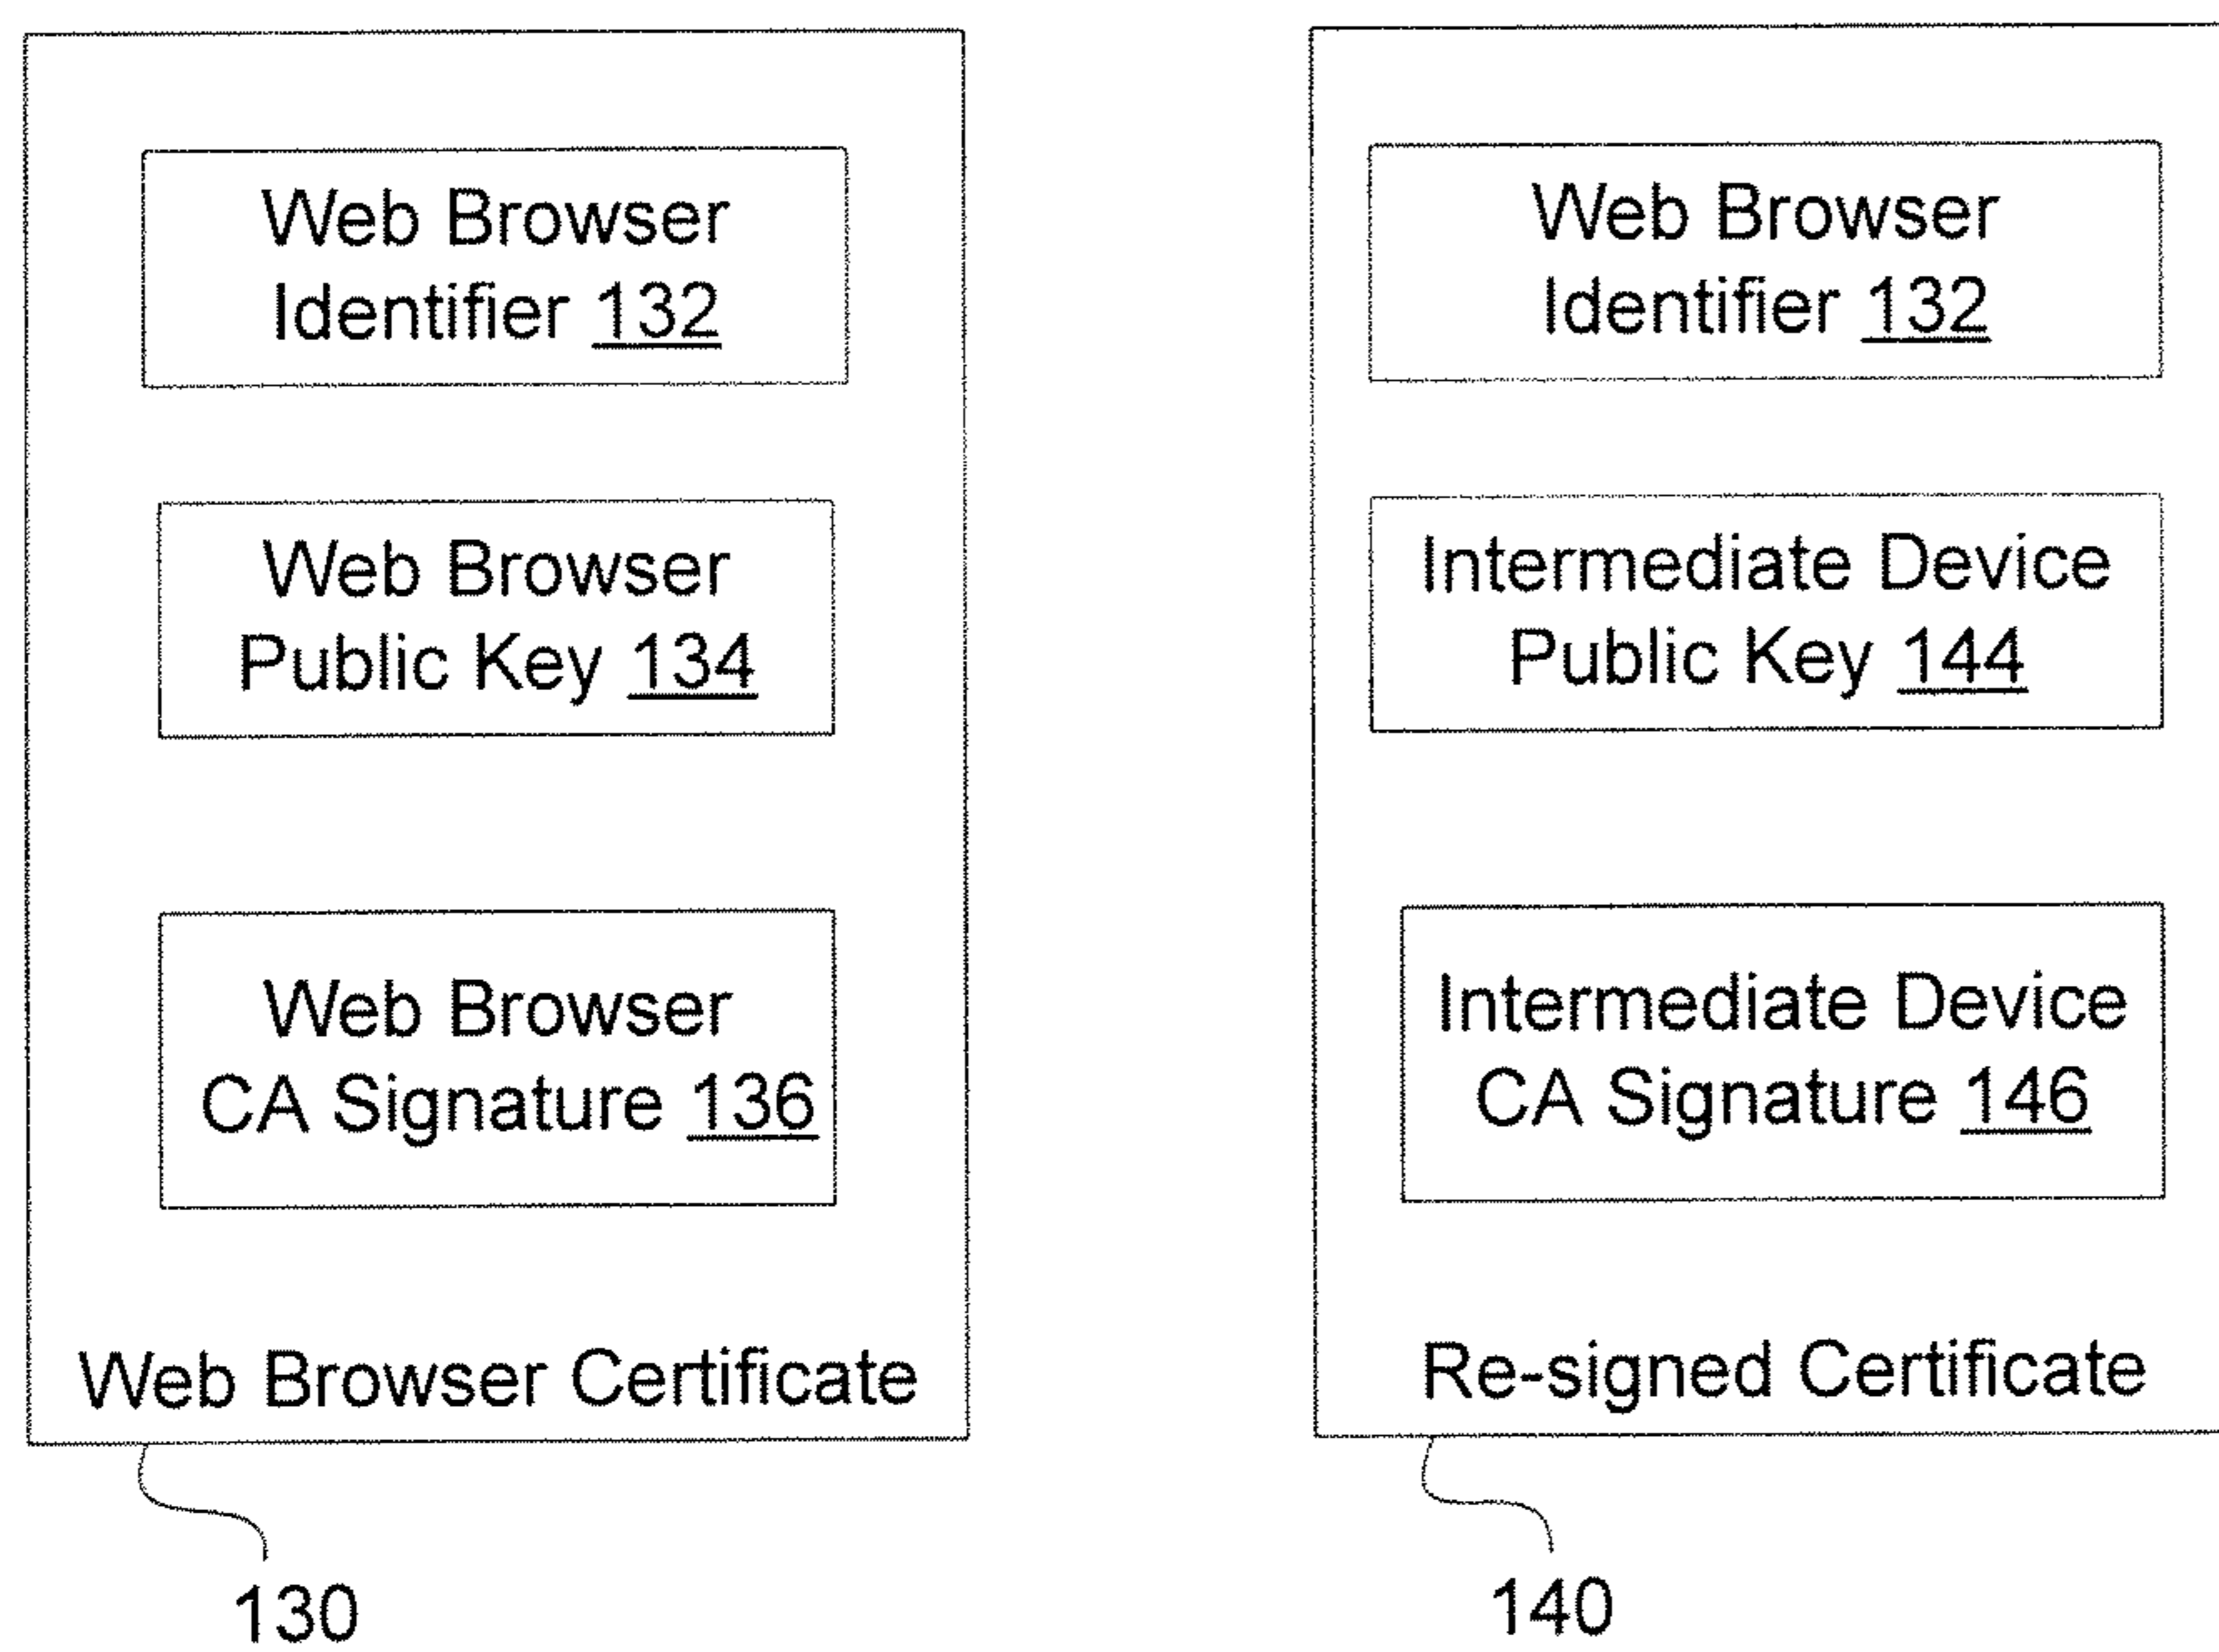 Web Browser
Identifier 132
Web Browser
Public Key 134
Web Browser
CA Signature 136
Web Browser Certificate
130
Web Browser
Identifier 132
Intermediate Device
Public Key 144
Intermediate Device
CA Signature 146
Re-signed Certificate
140